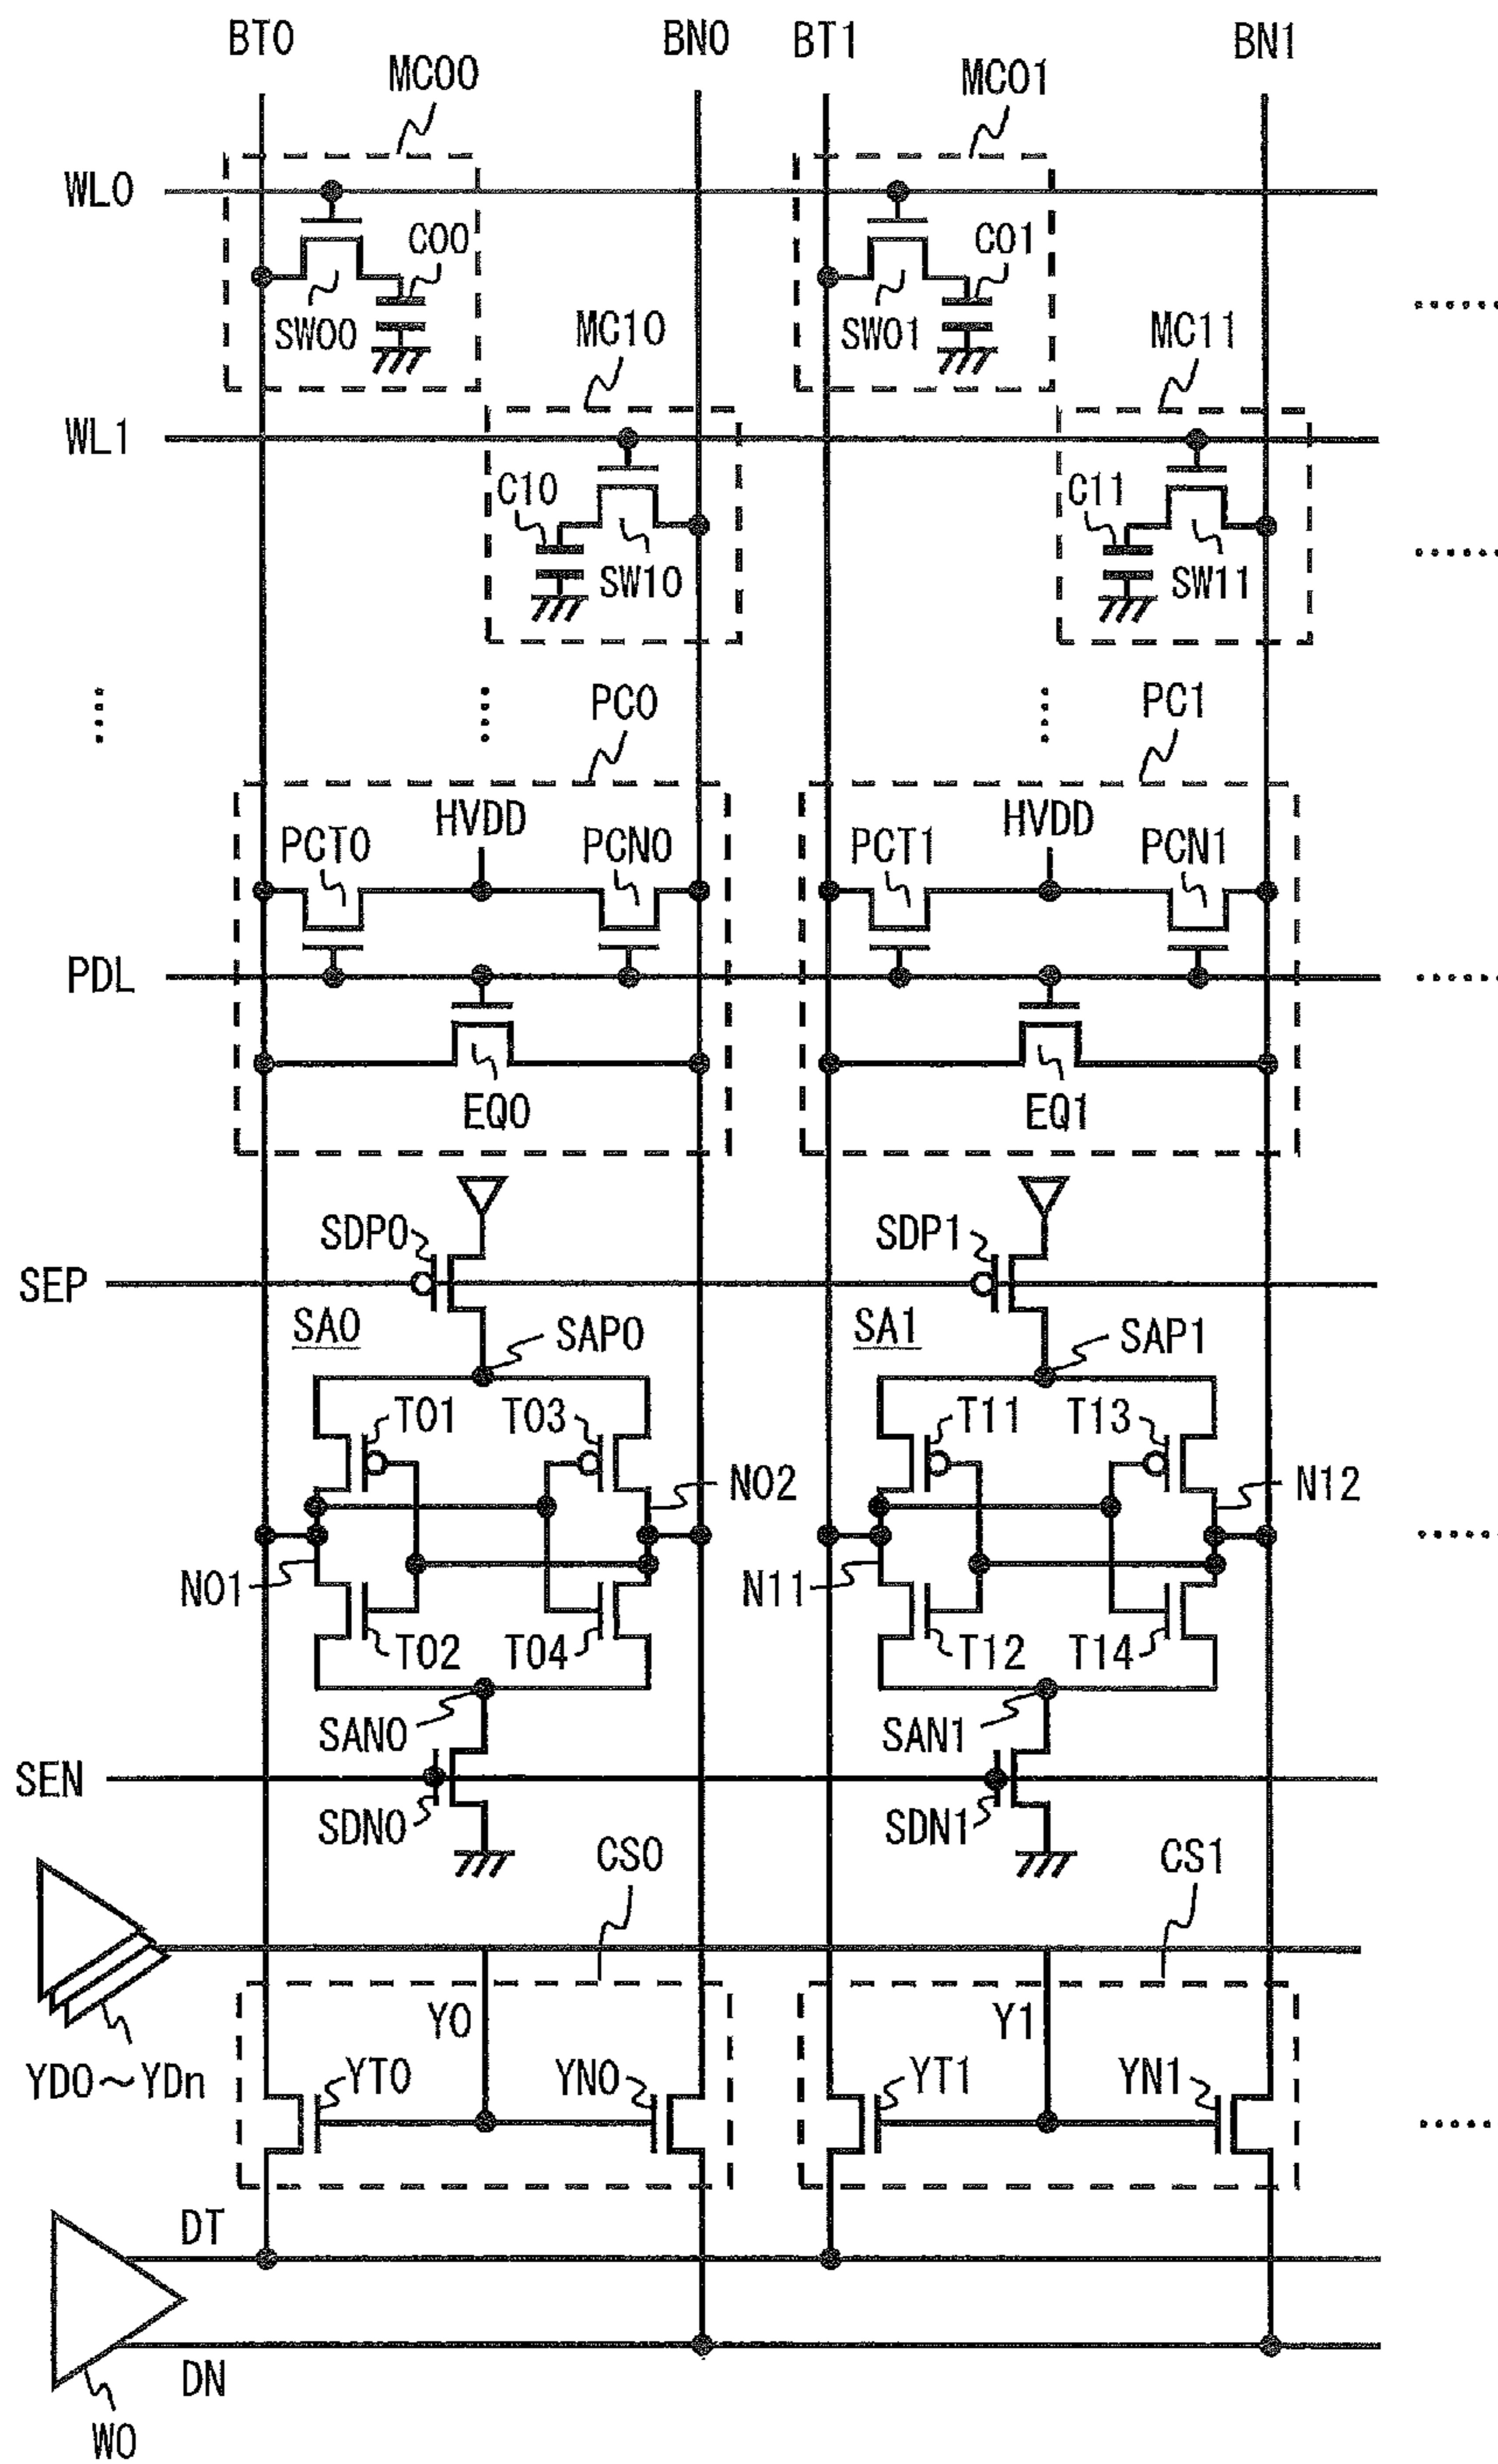 BT0 BN0 BT1 BN1
MC00 MC01
WL0
C00 C01
SW00 SW01
MC10 MC11
WL1
C10 C11
SW10 SW11
PC0 PC1
HVDD HVDD
PCT0 PCN0 PCT1 PCN1
PDL
EQ0 EQ1
SDP0 SDP1
SEP
SA0 SAP0 SA1 SAP1
T01 T03 T11 T13
N02 N12
N01 N11
T02 T04 T12 T14
SAN0 SAN1
SEN
SDN0 SDN1
CS0 CS1
Y0 Y1
YD0~YDn YT0 YN0 YT1 YN1
DT
DN
W0